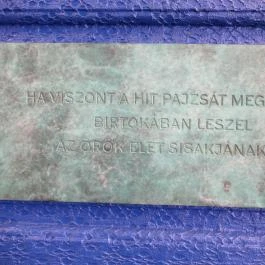 HA VISZONT A HIT PAJZSÁT MEG
BIRTOKÁBAN LESZEL
AZ ÖRÖK ÉLET SISAKJÁNAK